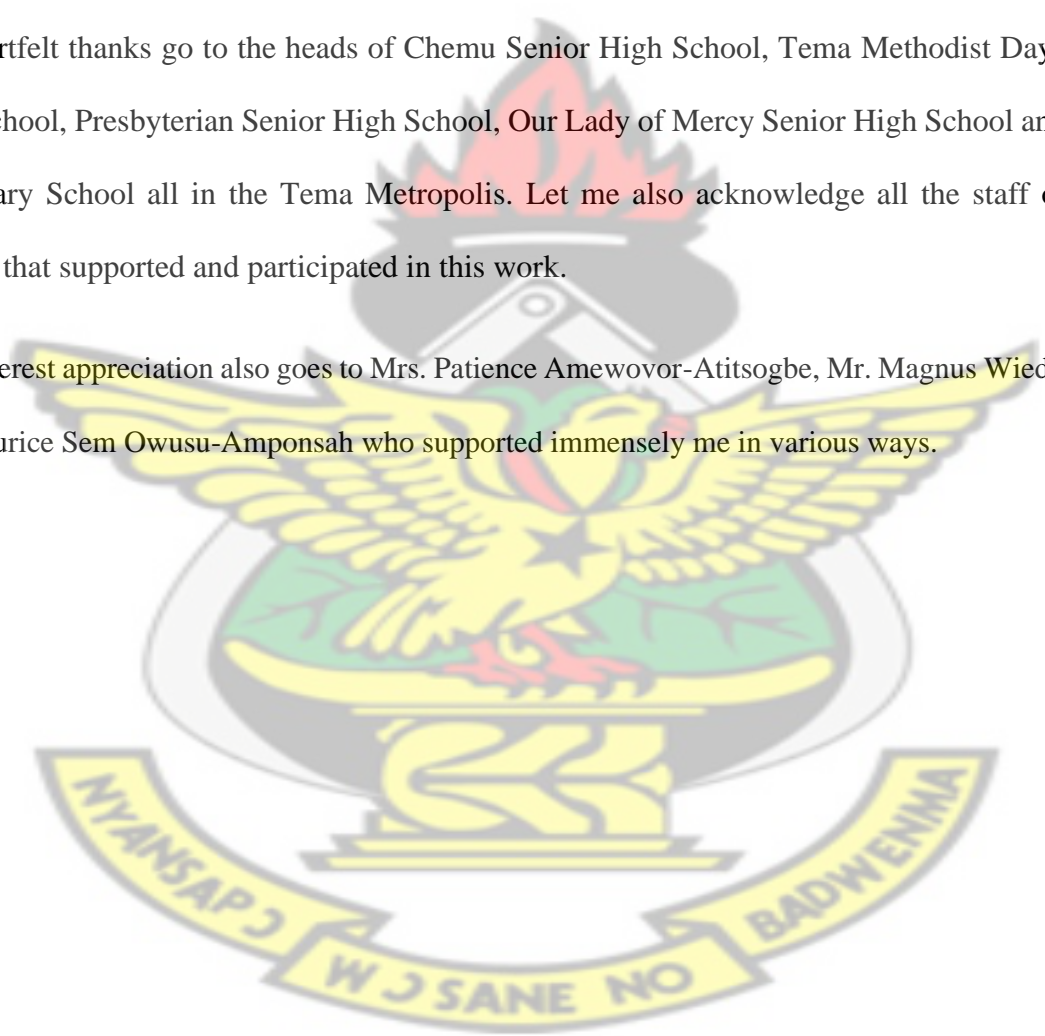 rtfelt thanks go to the heads of Chemu Senior High School, Tema Methodist Day
chool, Presbyterian Senior High School, Our Lady of Mercy Senior High School an
ary School all in the Tema Metropolis. Let me also acknowledge all the staff
that supported and participated in this work.
erest appreciation also goes to Mrs. Patience Amewovor-Atitsogbe, Mr. Magnus Wied
urice Sem Owusu-Amponsah who supported immensely me in various ways.
NYANSAPƆ
WƆSANE NO
BADWENMA